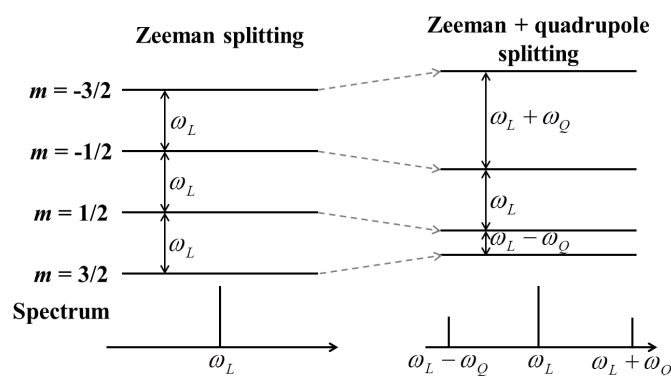 Zeeman splitting
Zeeman + quadrupole
splitting
m = -3/2
ω_L
ω_L + ω_Q
m = -1/2
ω_L
ω_L
m = 1/2
ω_L
ω_L − ω_Q
m = 3/2
Spectrum
ω_L
ω_L − ω_Q
ω_L
ω_L + ω_Q